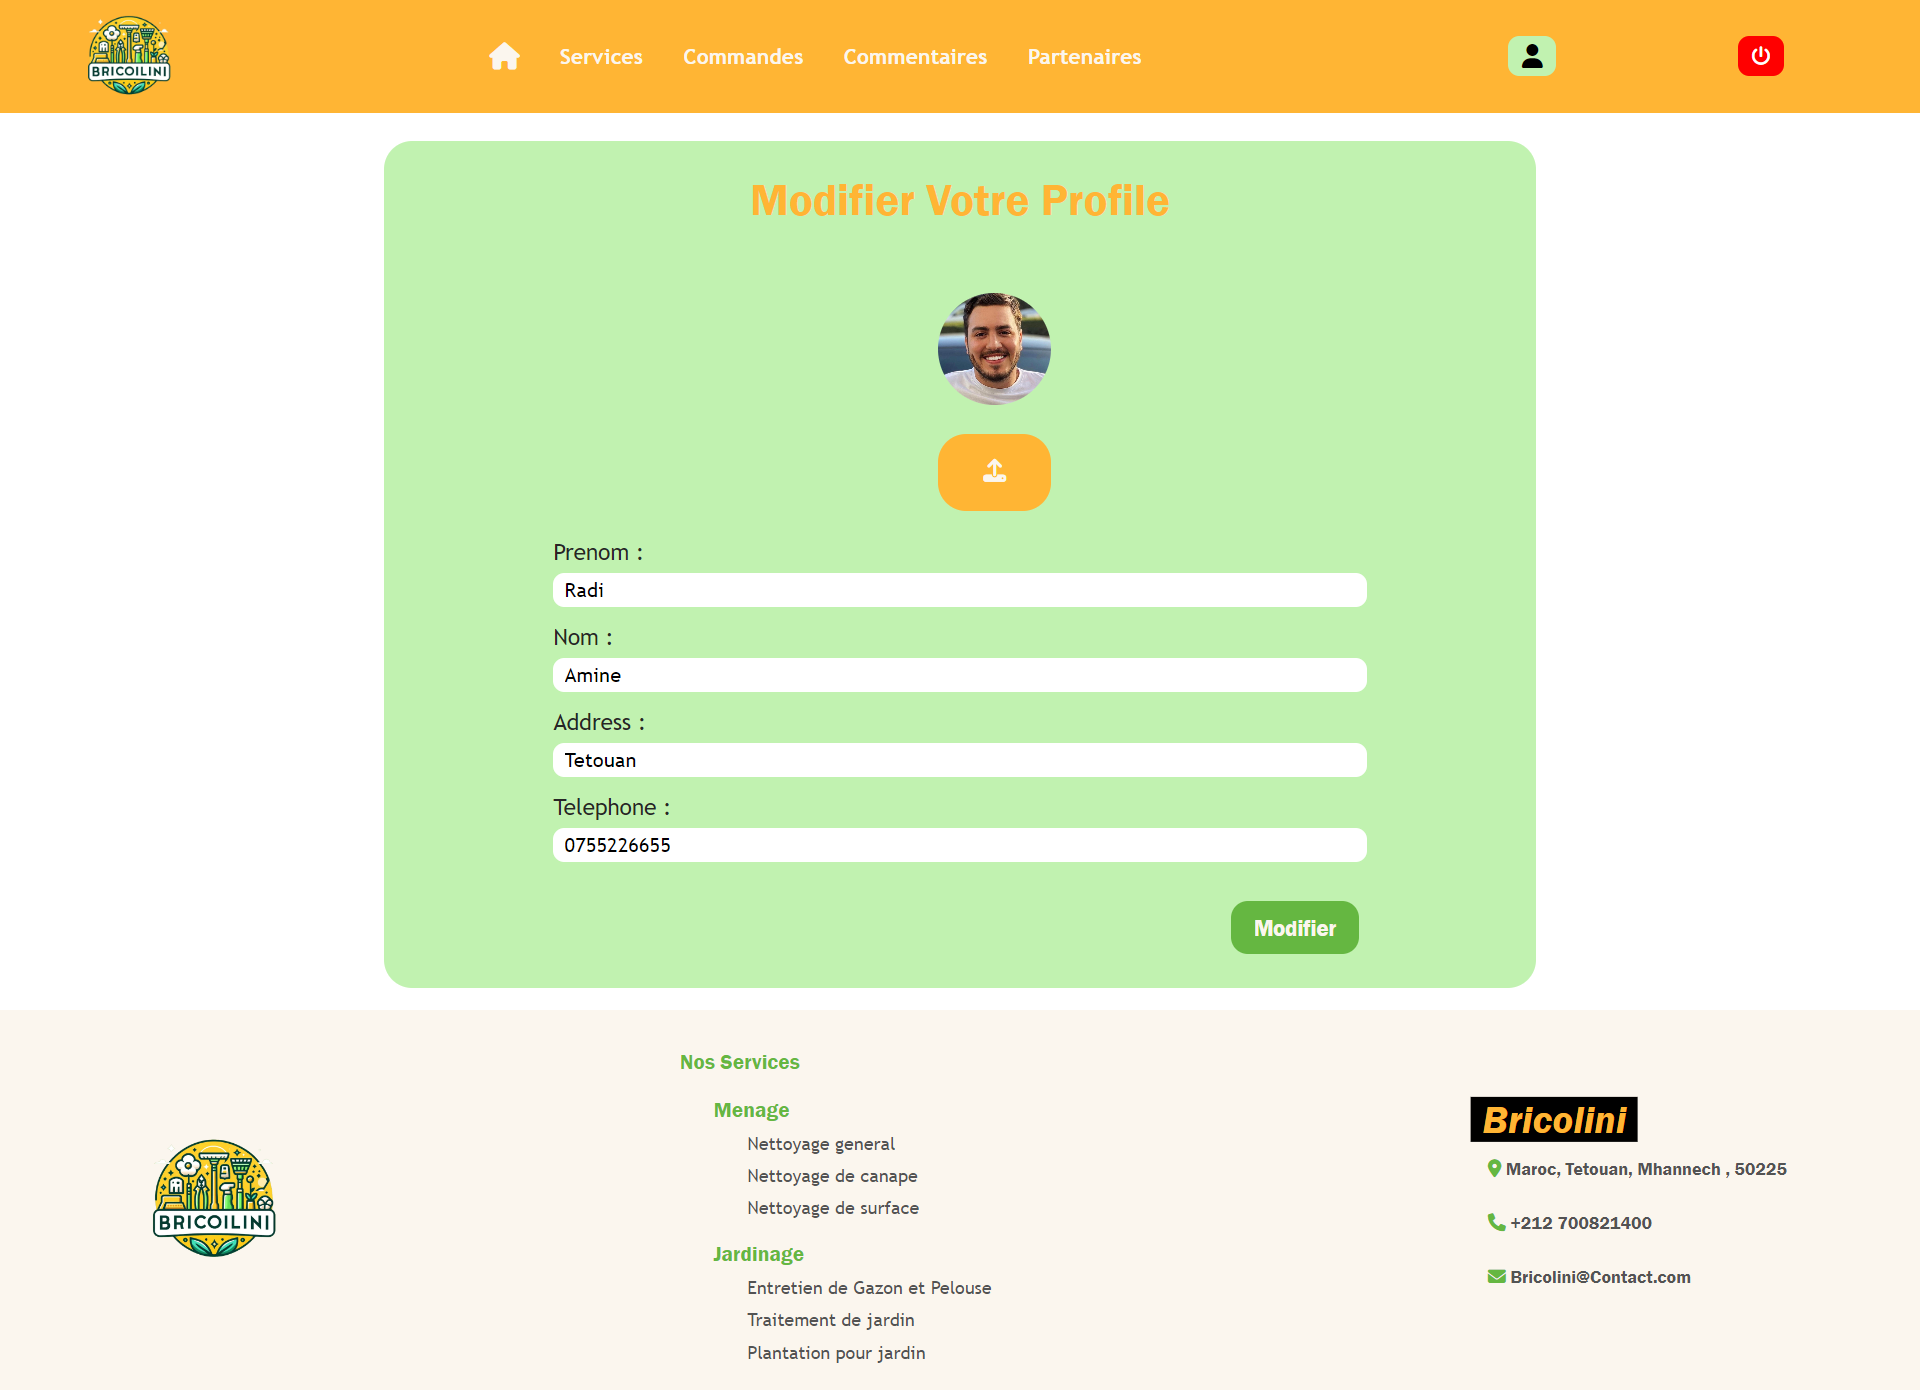 BRICOILINI
Services Commandes Commentaires Partenaires
Modifier Votre Profile
Prenom :
Radi
Nom :
Amine
Address :
Tetouan
Telephone :
0755226655
Modifier
BRICOILINI
Nos Services
Menage
Nettoyage general
Nettoyage de canape
Nettoyage de surface
Jardinage
Entretien de Gazon et Pelouse
Traitement de jardin
Plantation pour jardin
Bricolini
Maroc, Tetouan, Mhannech , 50225
+212 700821400
Bricolini@Contact.com